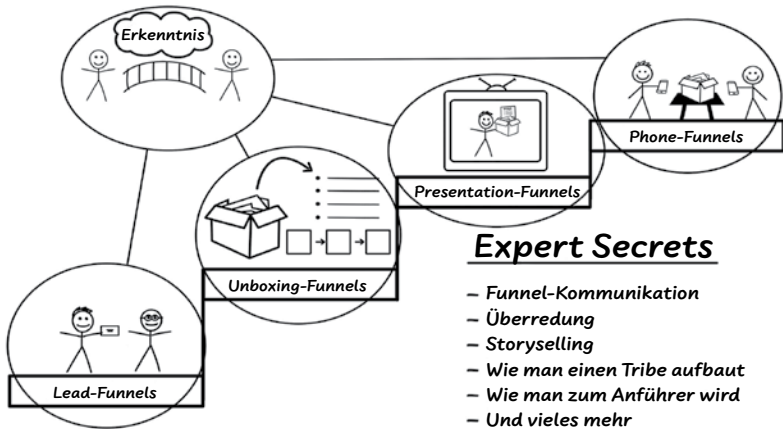 Erkenntnis
Phone-Funnels
Presentation-Funnels
Unboxing-Funnels
Lead-Funnels
Expert Secrets
– Funnel-Kommunikation
– Überredung
– Storyselling
– Wie man einen Tribe aufbaut
– Wie man zum Anführer wird
– Und vieles mehr